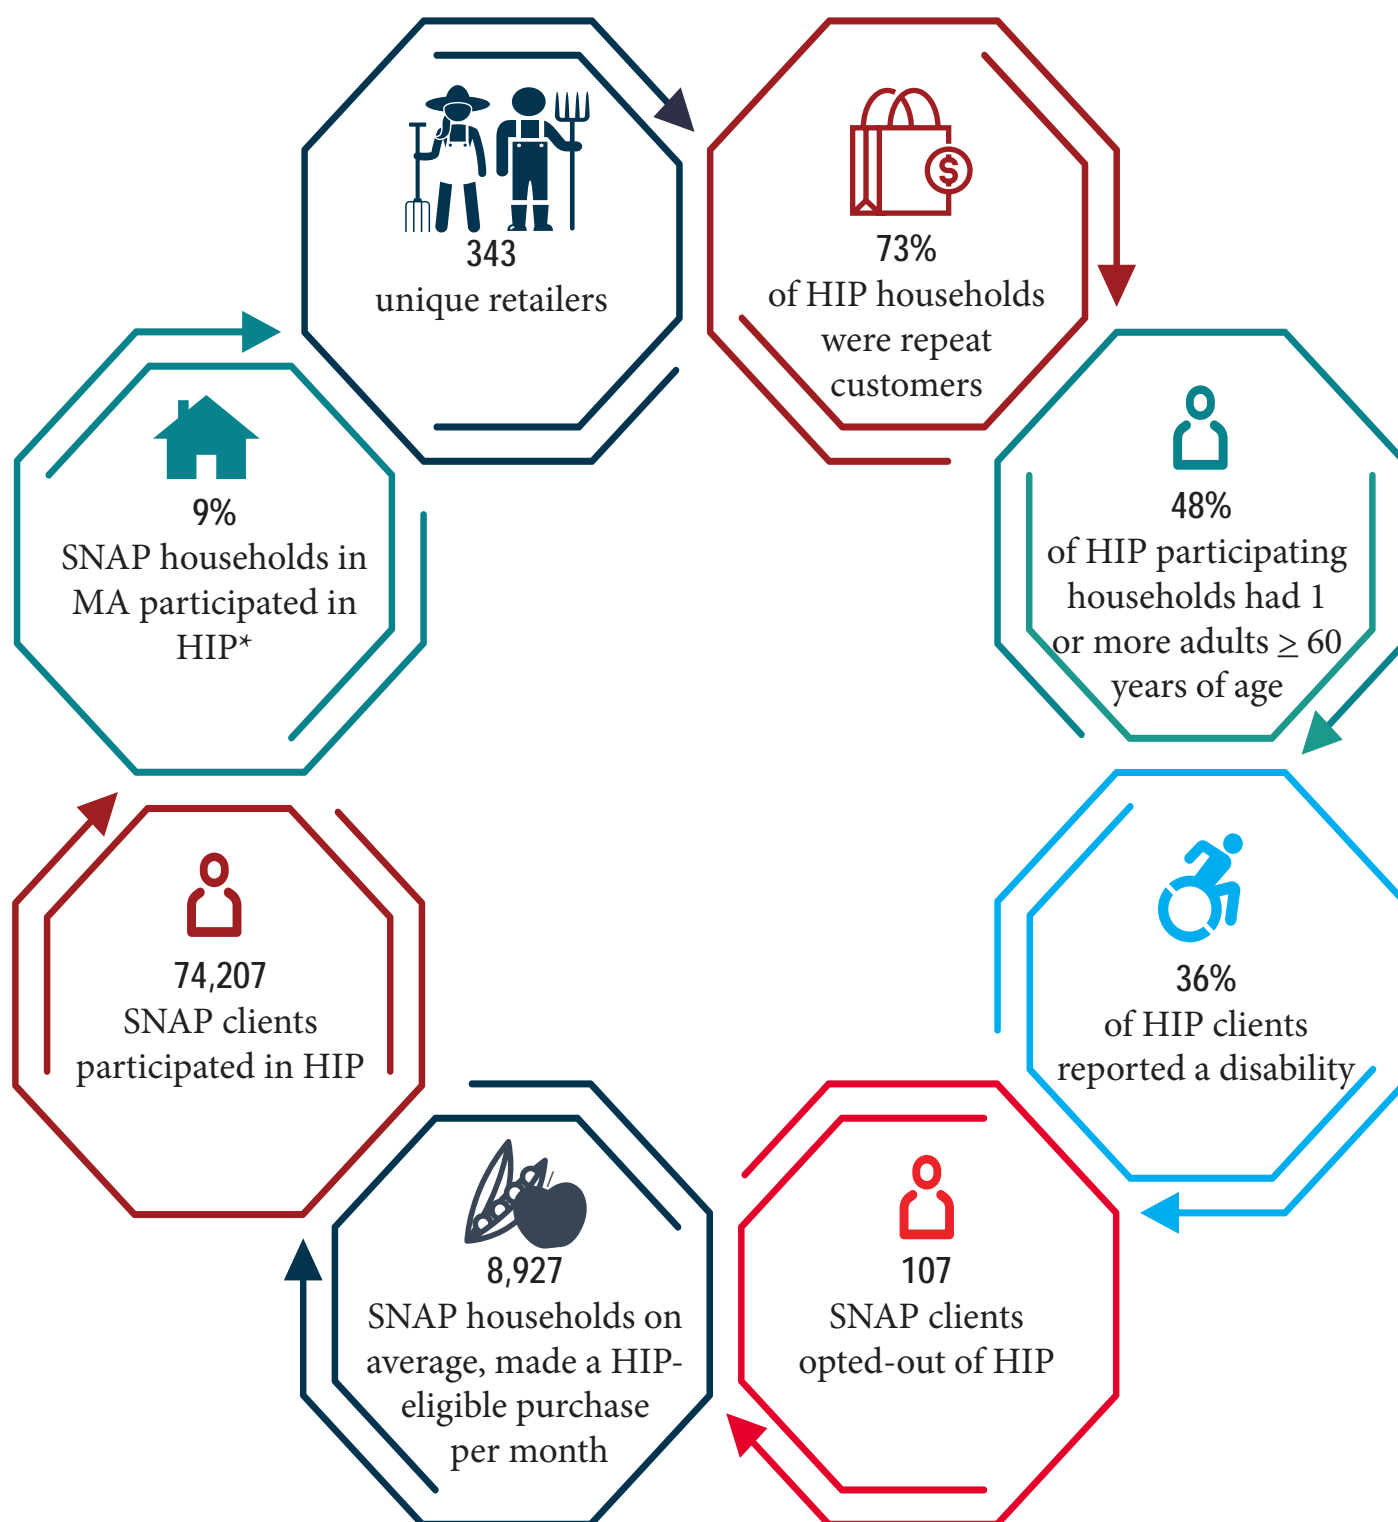 343
unique retailers
73%
of HIP households
were repeat
customers
48%
of HIP participating
households had 1
or more adults ≥ 60
years of age
36%
of HIP clients
reported a disability
107
SNAP clients
opted-out of HIP
8,927
SNAP households on
average, made a HIP-
eligible purchase
per month
74,207
SNAP clients
participated in HIP
9%
SNAP households in
MA participated in
HIP*
$